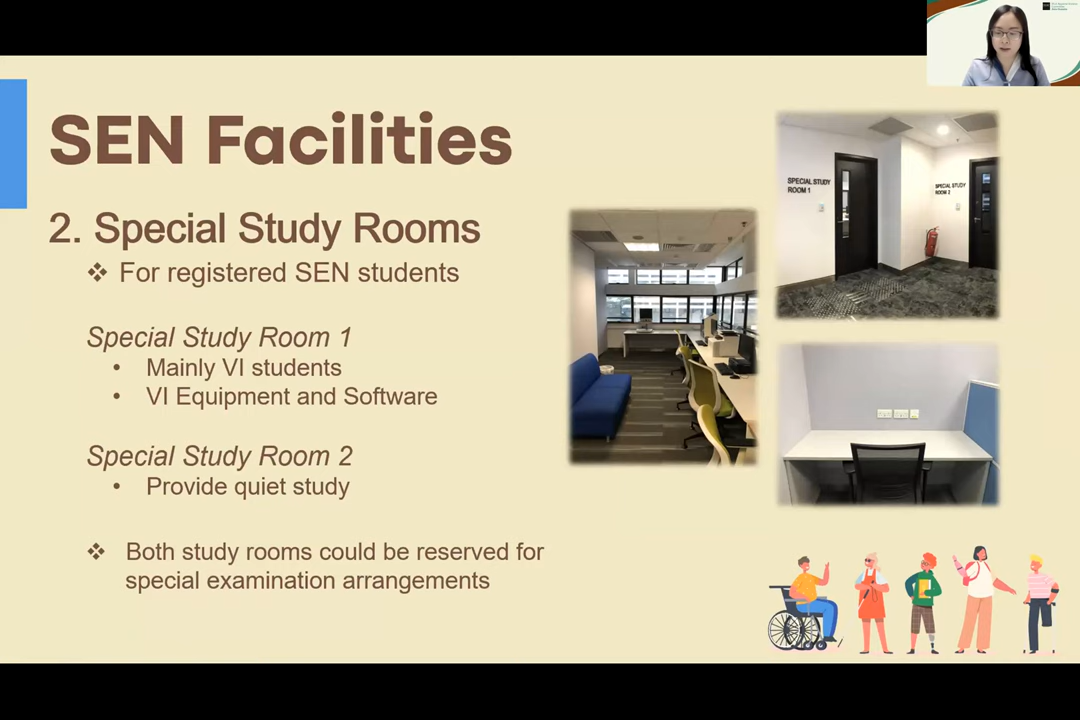 SEN Facilities
2. Special Study Rooms
❖ For registered SEN students
Special Study Room 1
• Mainly VI students
• VI Equipment and Software
Special Study Room 2
• Provide quiet study
❖ Both study rooms could be reserved for
special examination arrangements
SPECIAL STUDY
ROOM 1
SPECIAL STUDY
ROOM 2